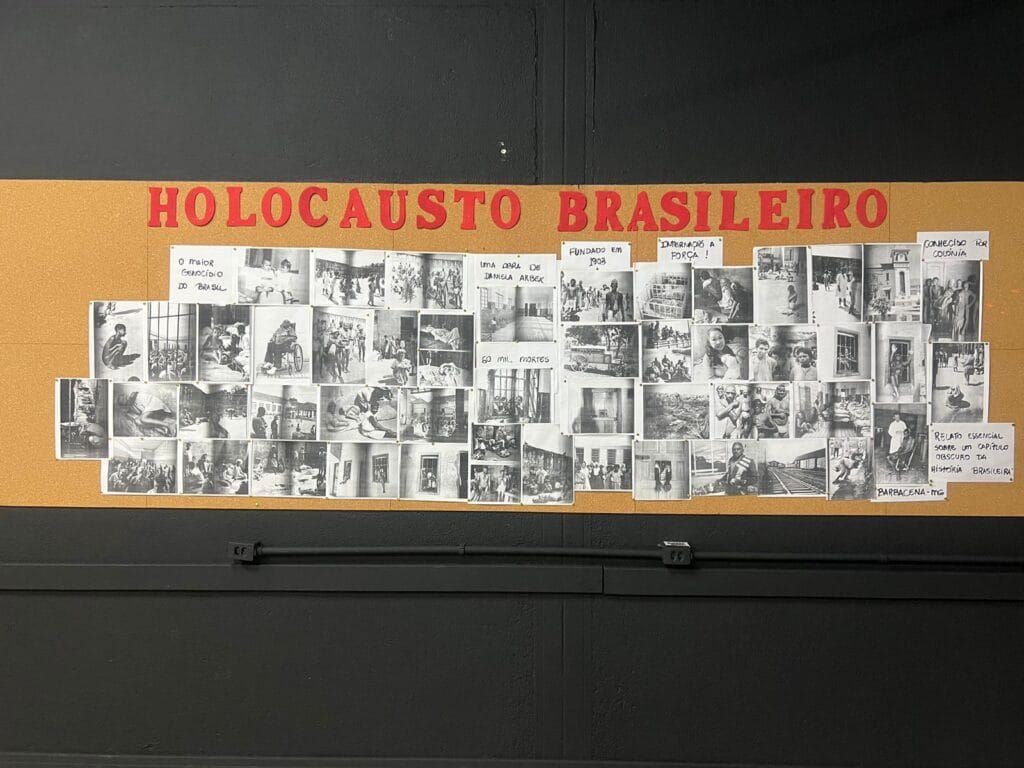 HOLOCAUSTO BRASILEIRO
O MAIOR
GENOCÍDIO
DO BRASIL
UMA OBRA DE
DANIELA ARBEX
60 MIL MORTES
FUNDADO EM
1903
INTERNAÇÃO A
FORÇA!
CONHECIDO POR
COLÔNIA
RELATO ESSENCIAL
SOBRE UM CAPÍTULO
OBSCURO DA
HISTÓRIA BRASILEIRA
BARBACENA-MG